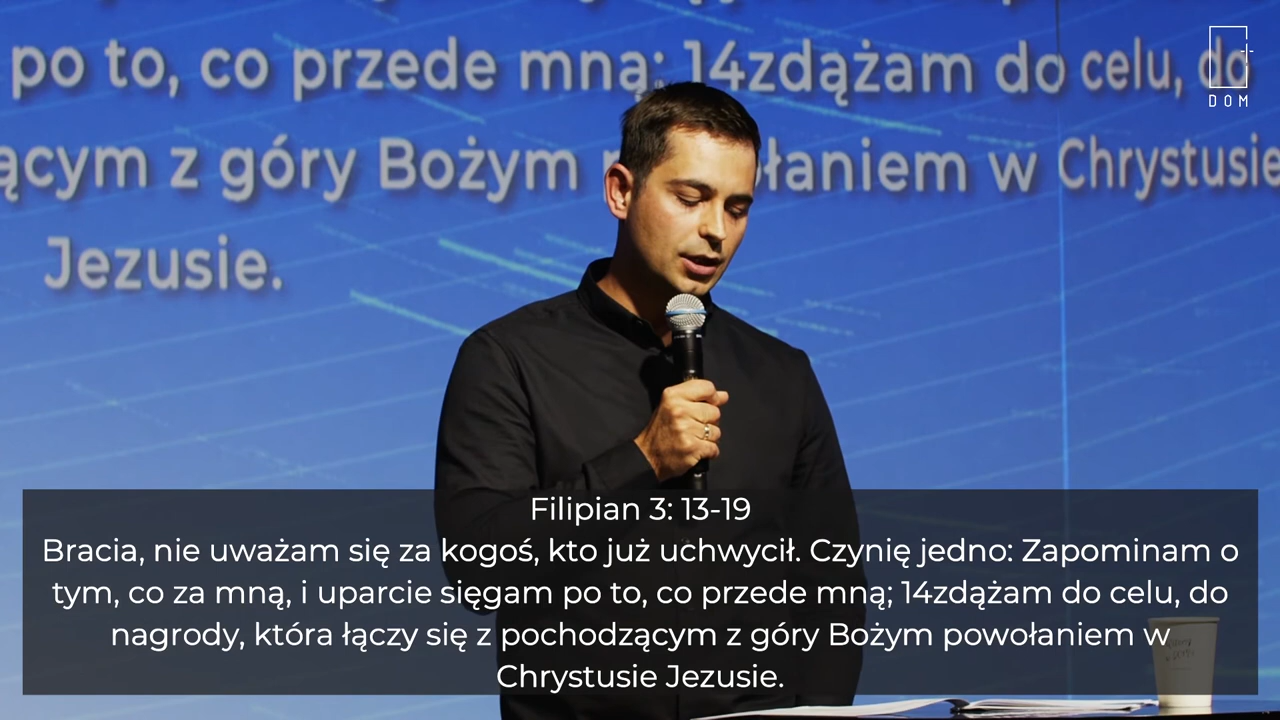 po to, co przede mną; 14zdążam do celu, do
ącym z góry Bożym powołaniem w Chrystusie
Jezusie.
DOM
Filipian 3: 13-19
Bracia, nie uważam się za kogoś, kto już uchwycił. Czynię jedno: Zapominam o
tym, co za mną, i uparcie sięgam po to, co przede mną; 14zdążam do celu, do
nagrody, która łączy się z pochodzącym z góry Bożym powołaniem w
Chrystusie Jezusie.